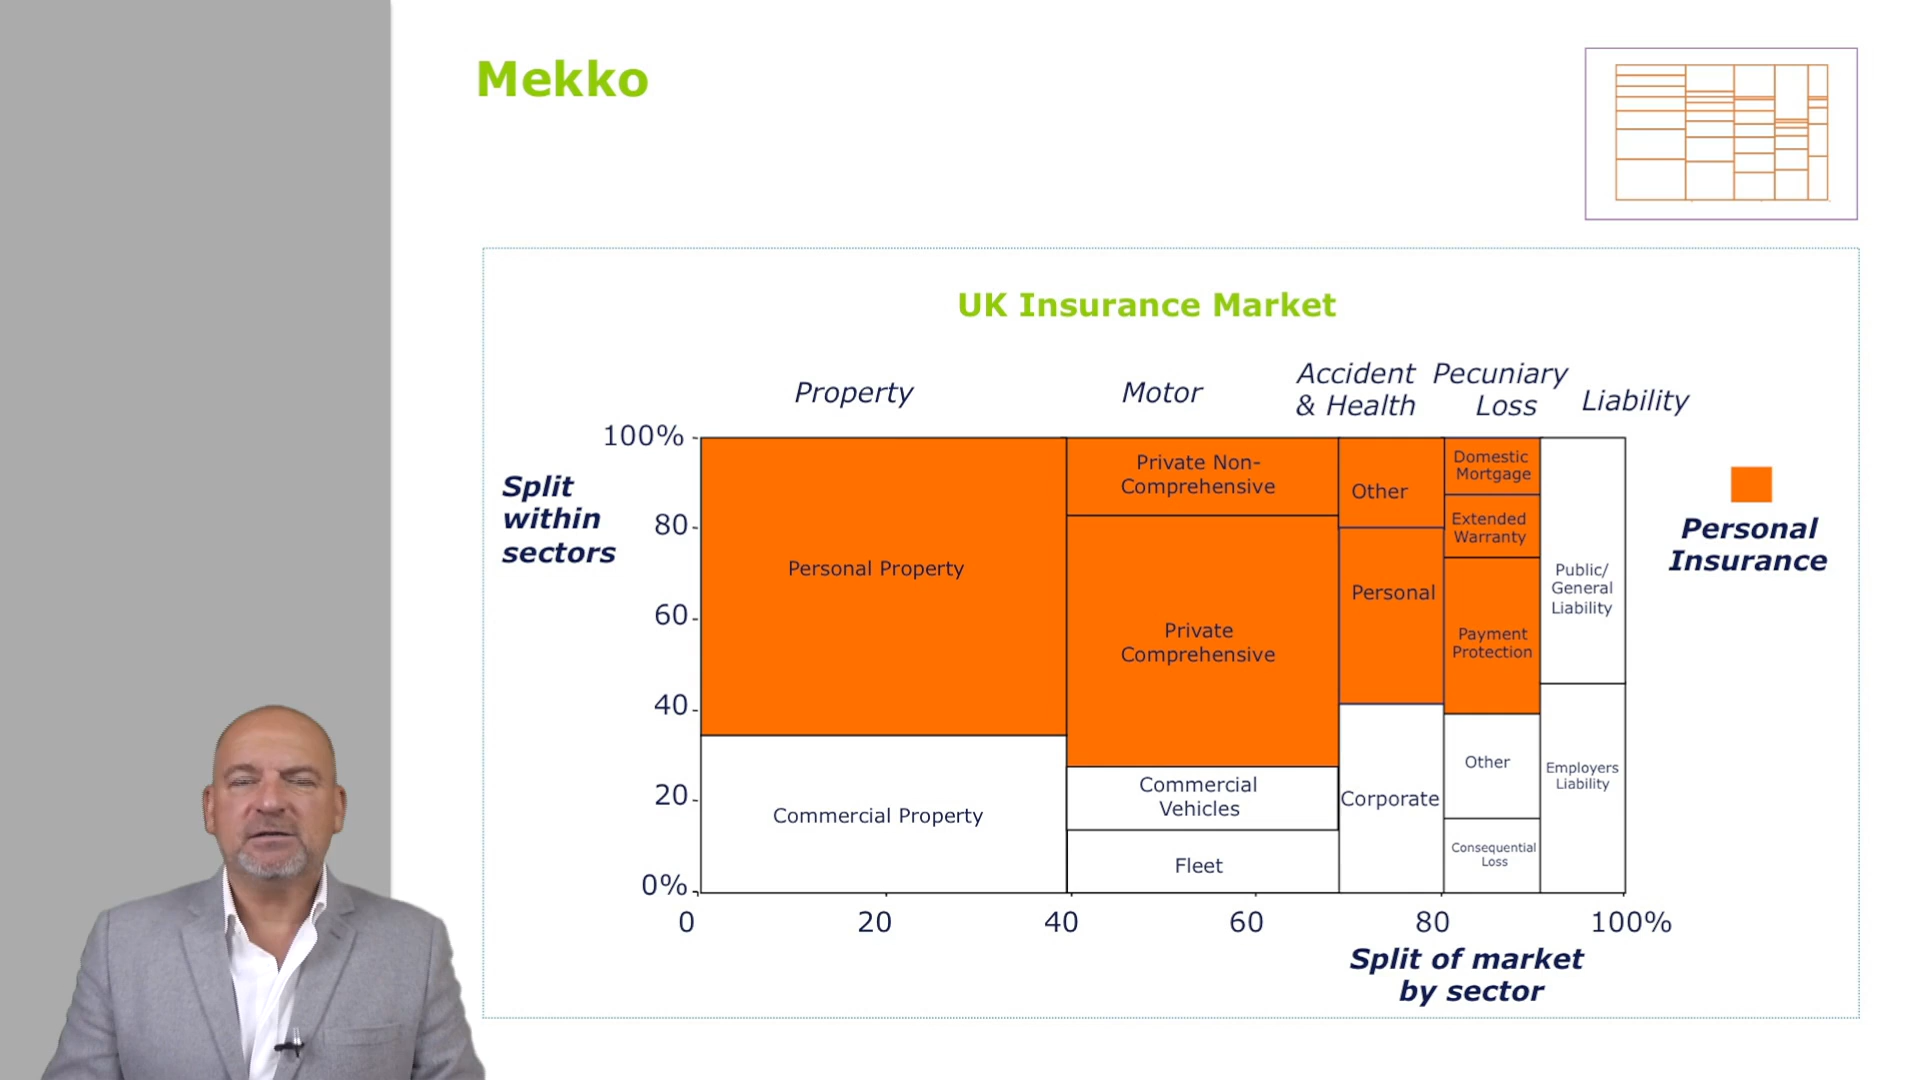 Mekko
UK Insurance Market
Property
Motor
Accident
& Health
Pecuniary
Loss
Liability
Split
within
sectors
100%
80
60
40
20
0%
Personal Property
Commercial Property
Private Non-
Comprehensive
Private
Comprehensive
Commercial
Vehicles
Fleet
Other
Personal
Corporate
Domestic
Mortgage
Extended
Warranty
Payment
Protection
Other
Consequential
Loss
Public/
General
Liability
Employers
Liability
Personal
Insurance
0
20
40
60
80
100%
Split of market
by sector